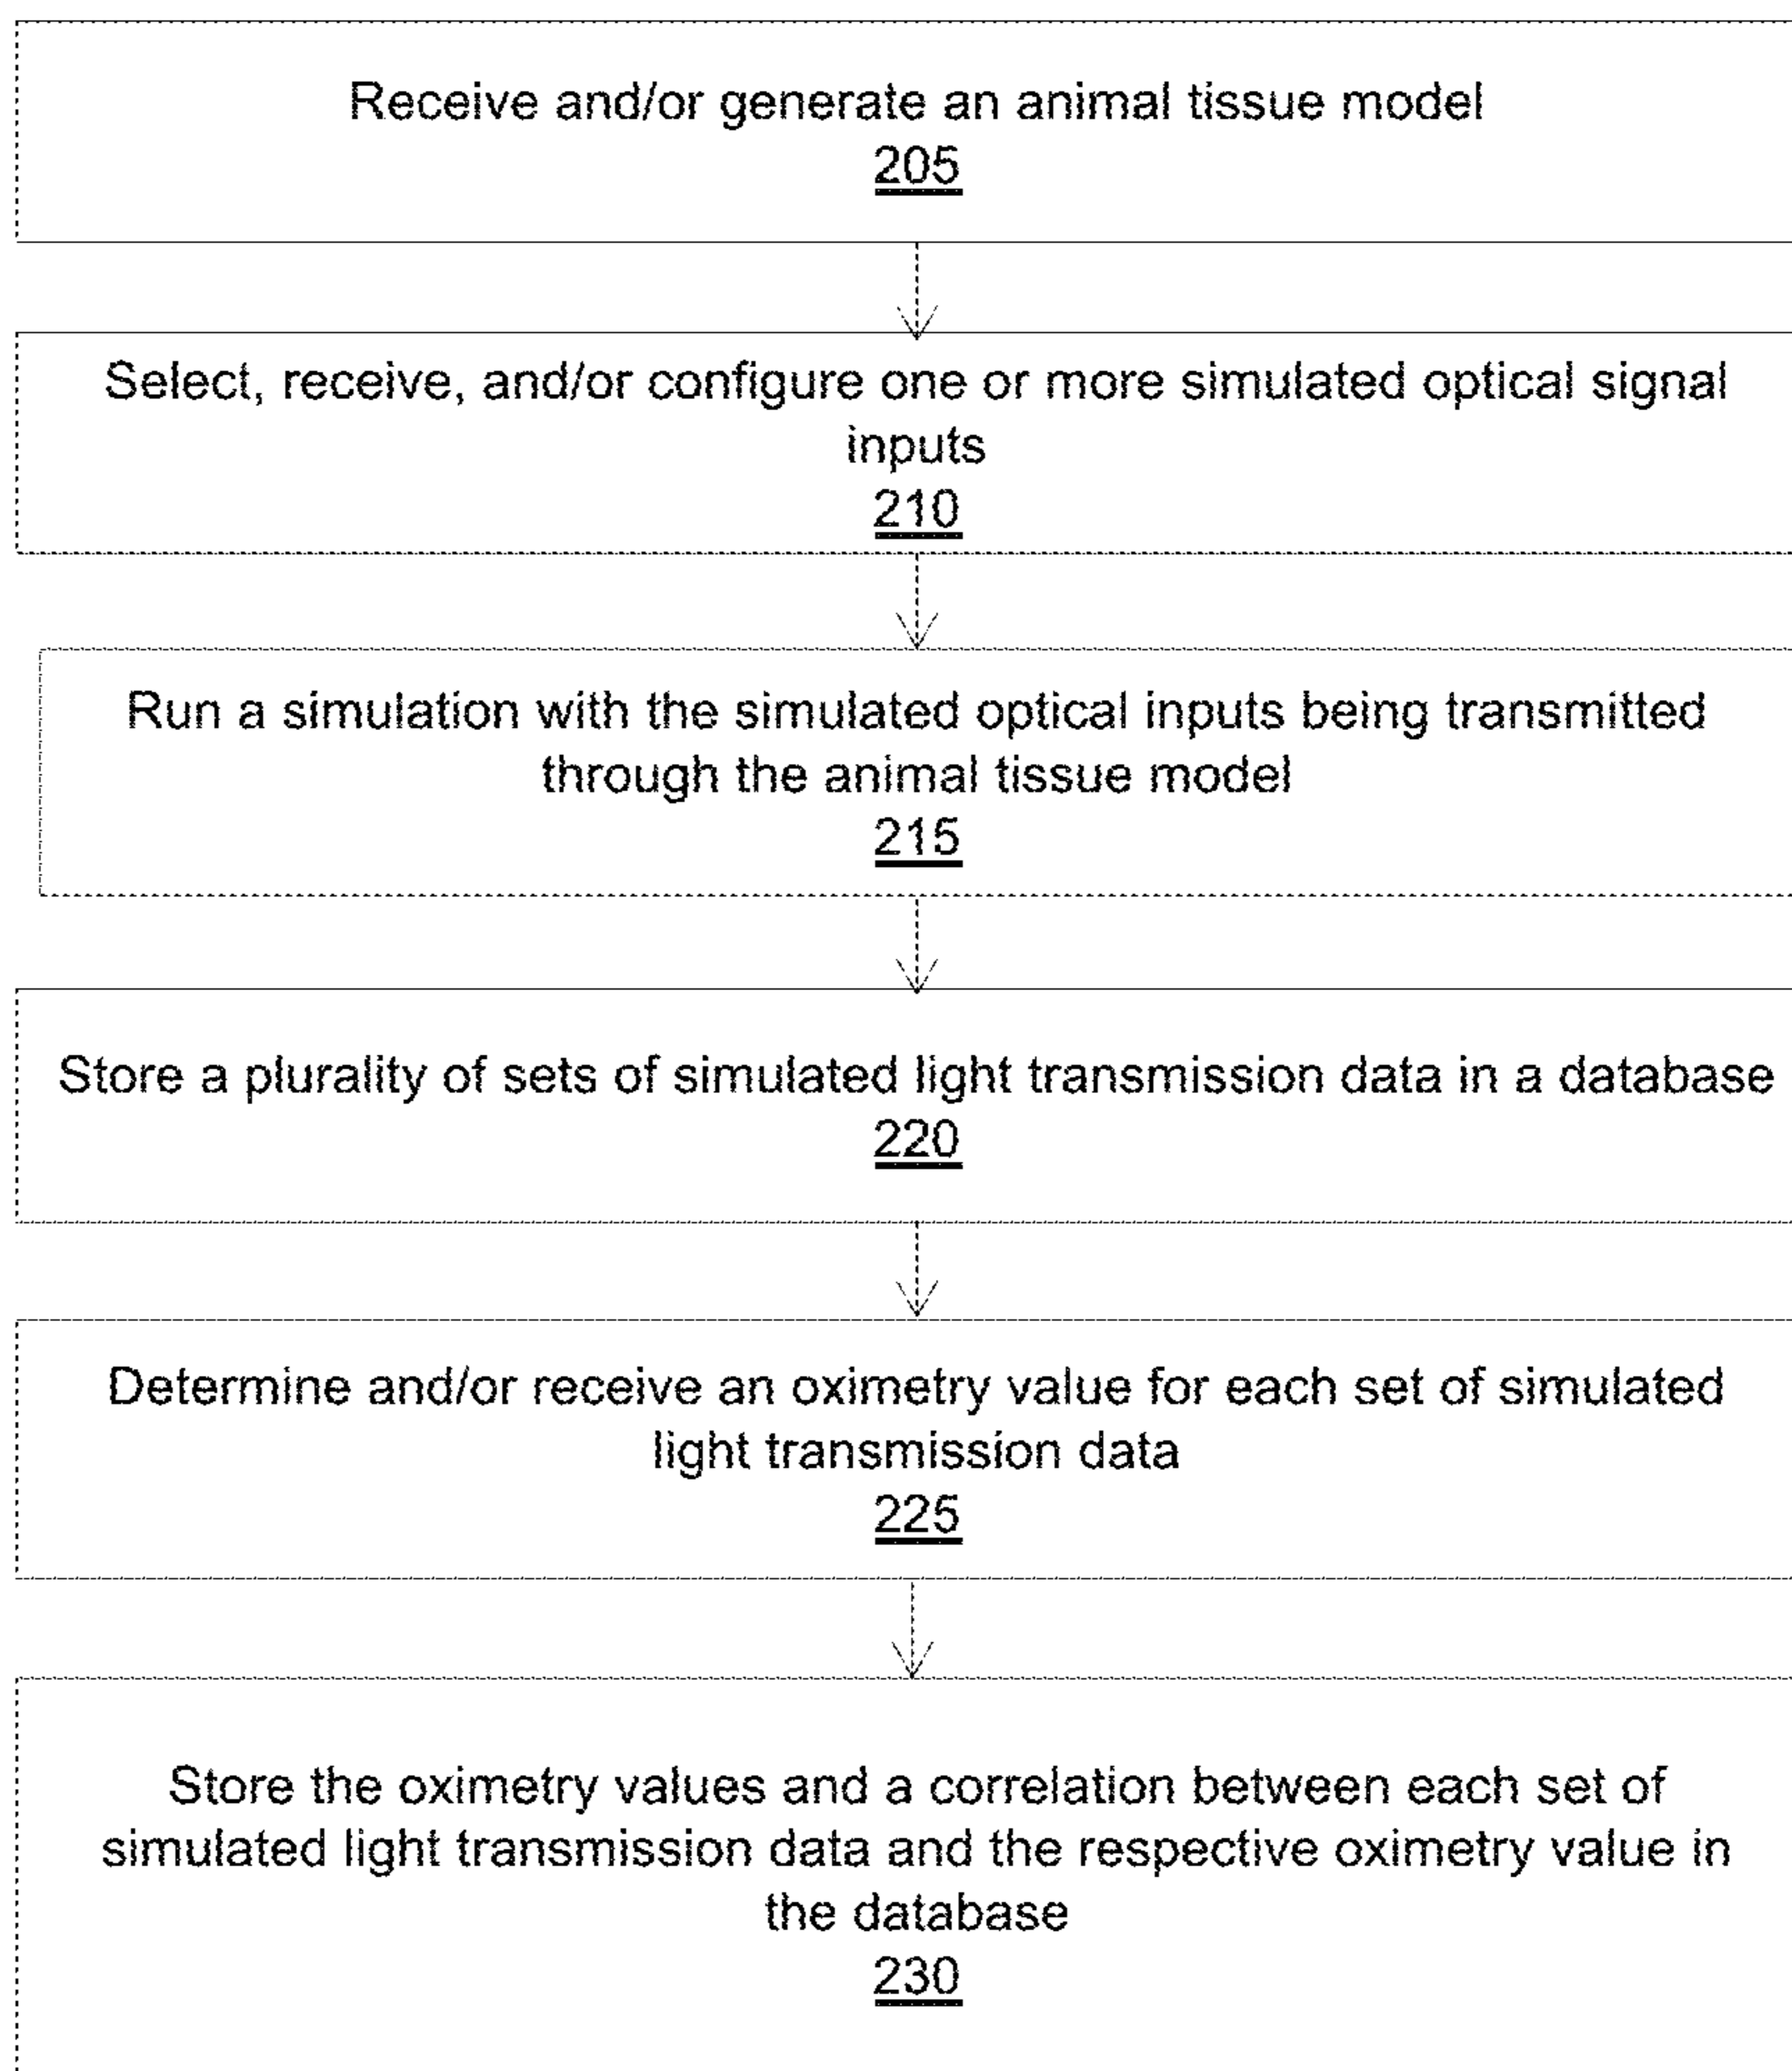 Receive and/or generate an animal tissue model
205
Select, receive, and/or configure one or more simulated optical signal
inputs
210
Run a simulation with the simulated optical inputs being transmitted
through the animal tissue model
215
Store a plurality of sets of simulated light transmission data in a database
220
Determine and/or receive an oximetry value for each set of simulated
light transmission data
225
Store the oximetry values and a correlation between each set of
simulated light transmission data and the respective oximetry value in
the database
230